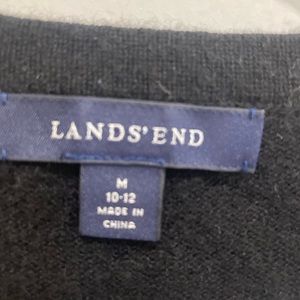 LANDS' END
M
10-12
MADE IN
CHINA